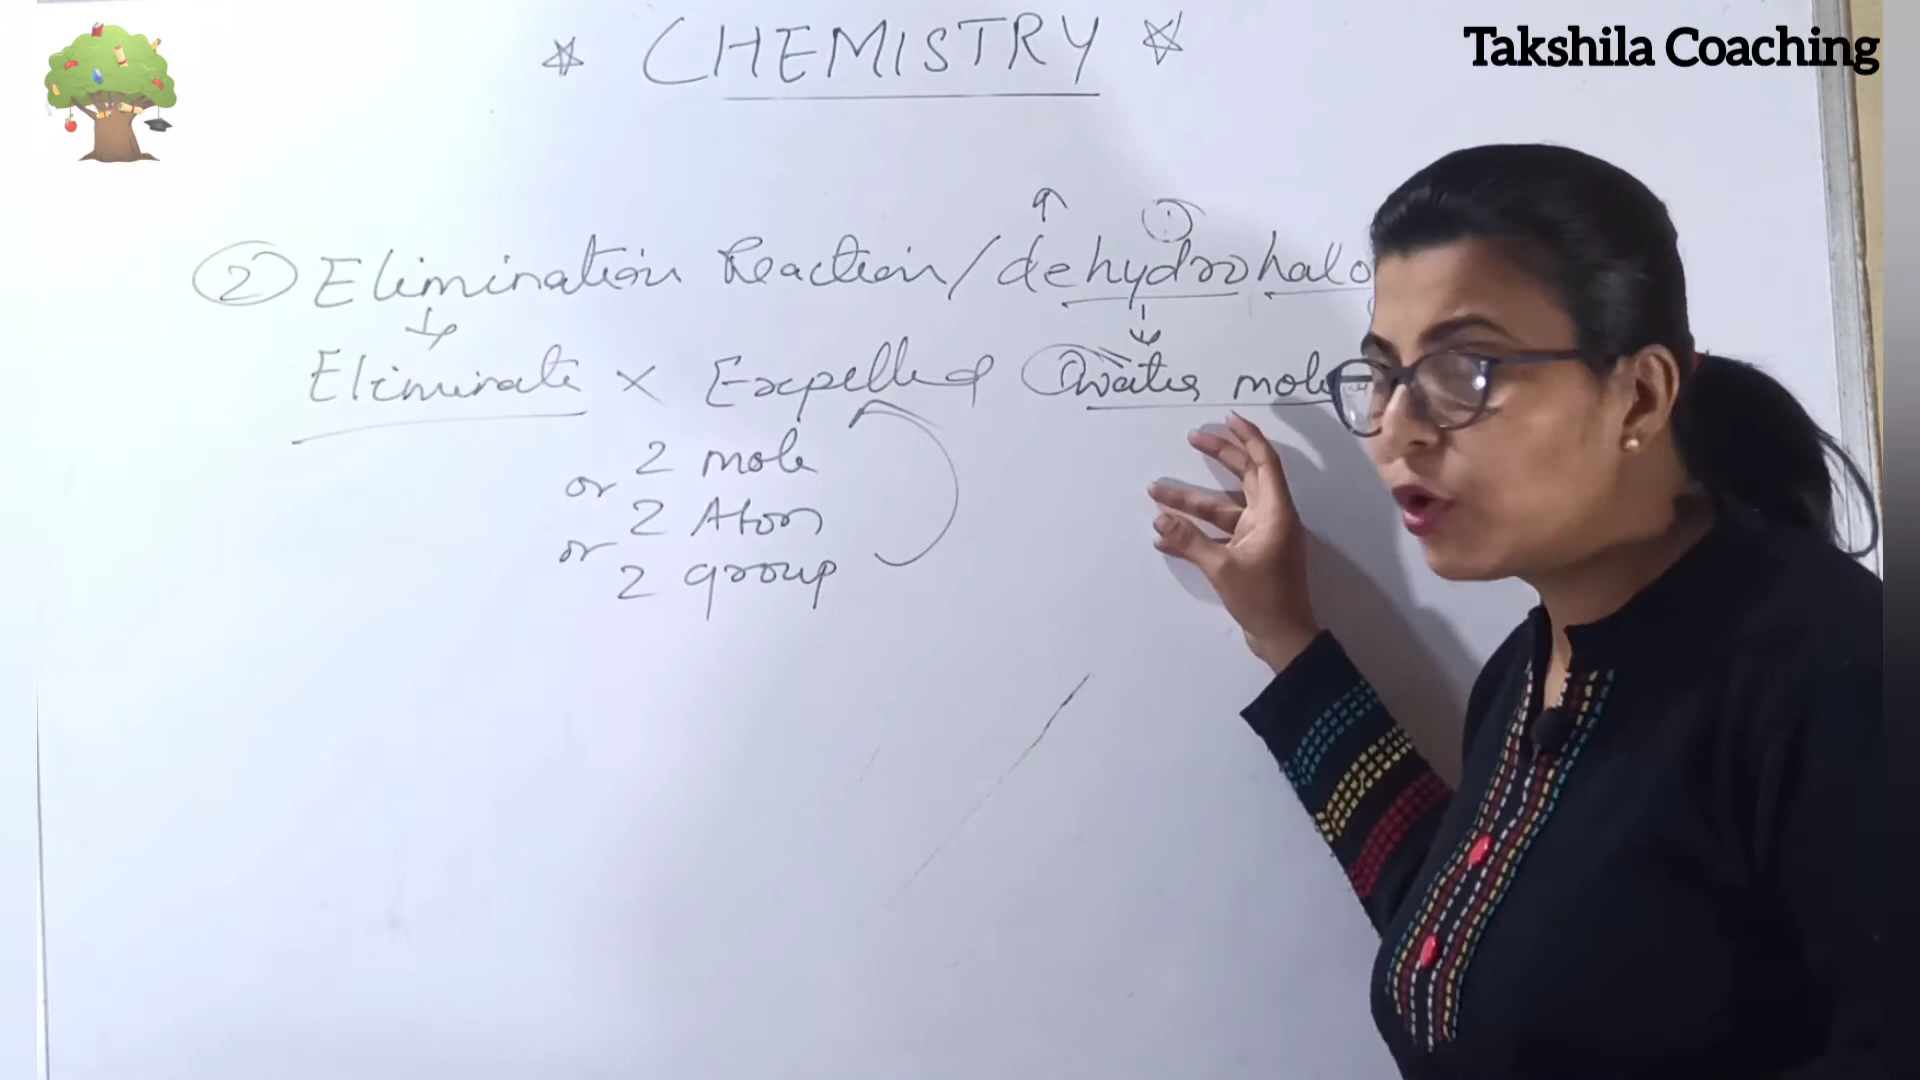 CHEMISTRY
Takshila Coaching
2 Elimination Reaction/dehydrohalo
Eliminate × Expelled water mole
2 mole
or
2 Atom
or
2 group